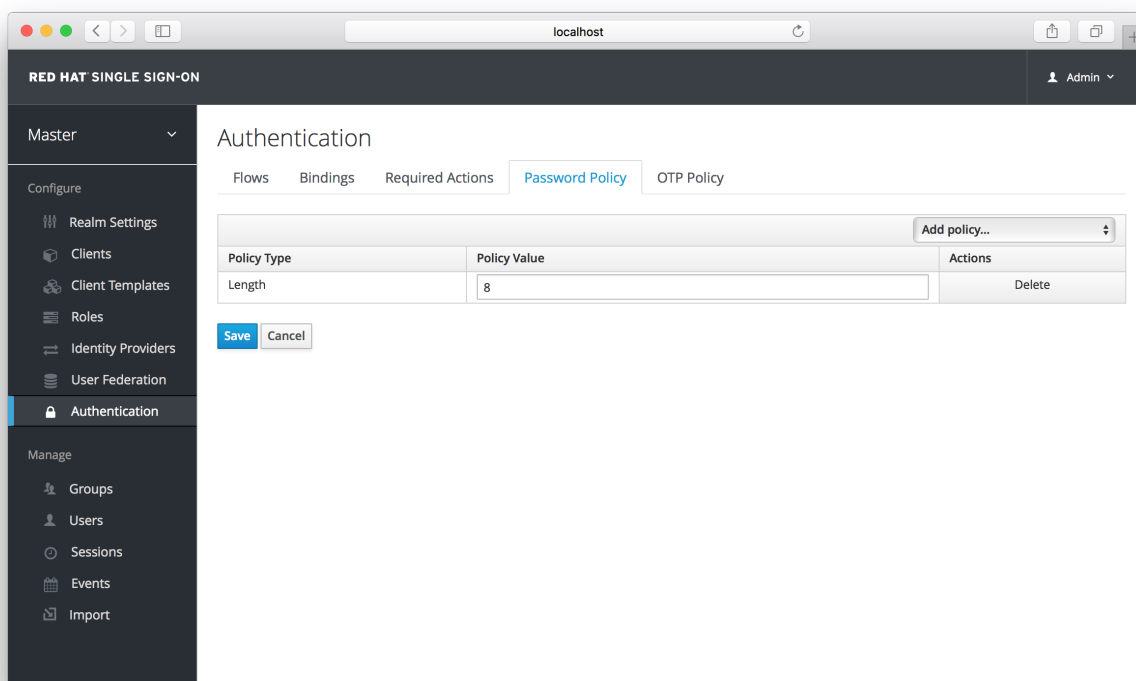 localhost
RED HAT SINGLE SIGN-ON
Admin
Master
Authentication
Flows Bindings Required Actions Password Policy OTP Policy
Configure
Realm Settings
Clients
Client Templates
Roles
Identity Providers
User Federation
Authentication
Manage
Groups
Users
Sessions
Events
Import
Add policy...
Policy Type Policy Value Actions
Length 8 Delete
Save Cancel